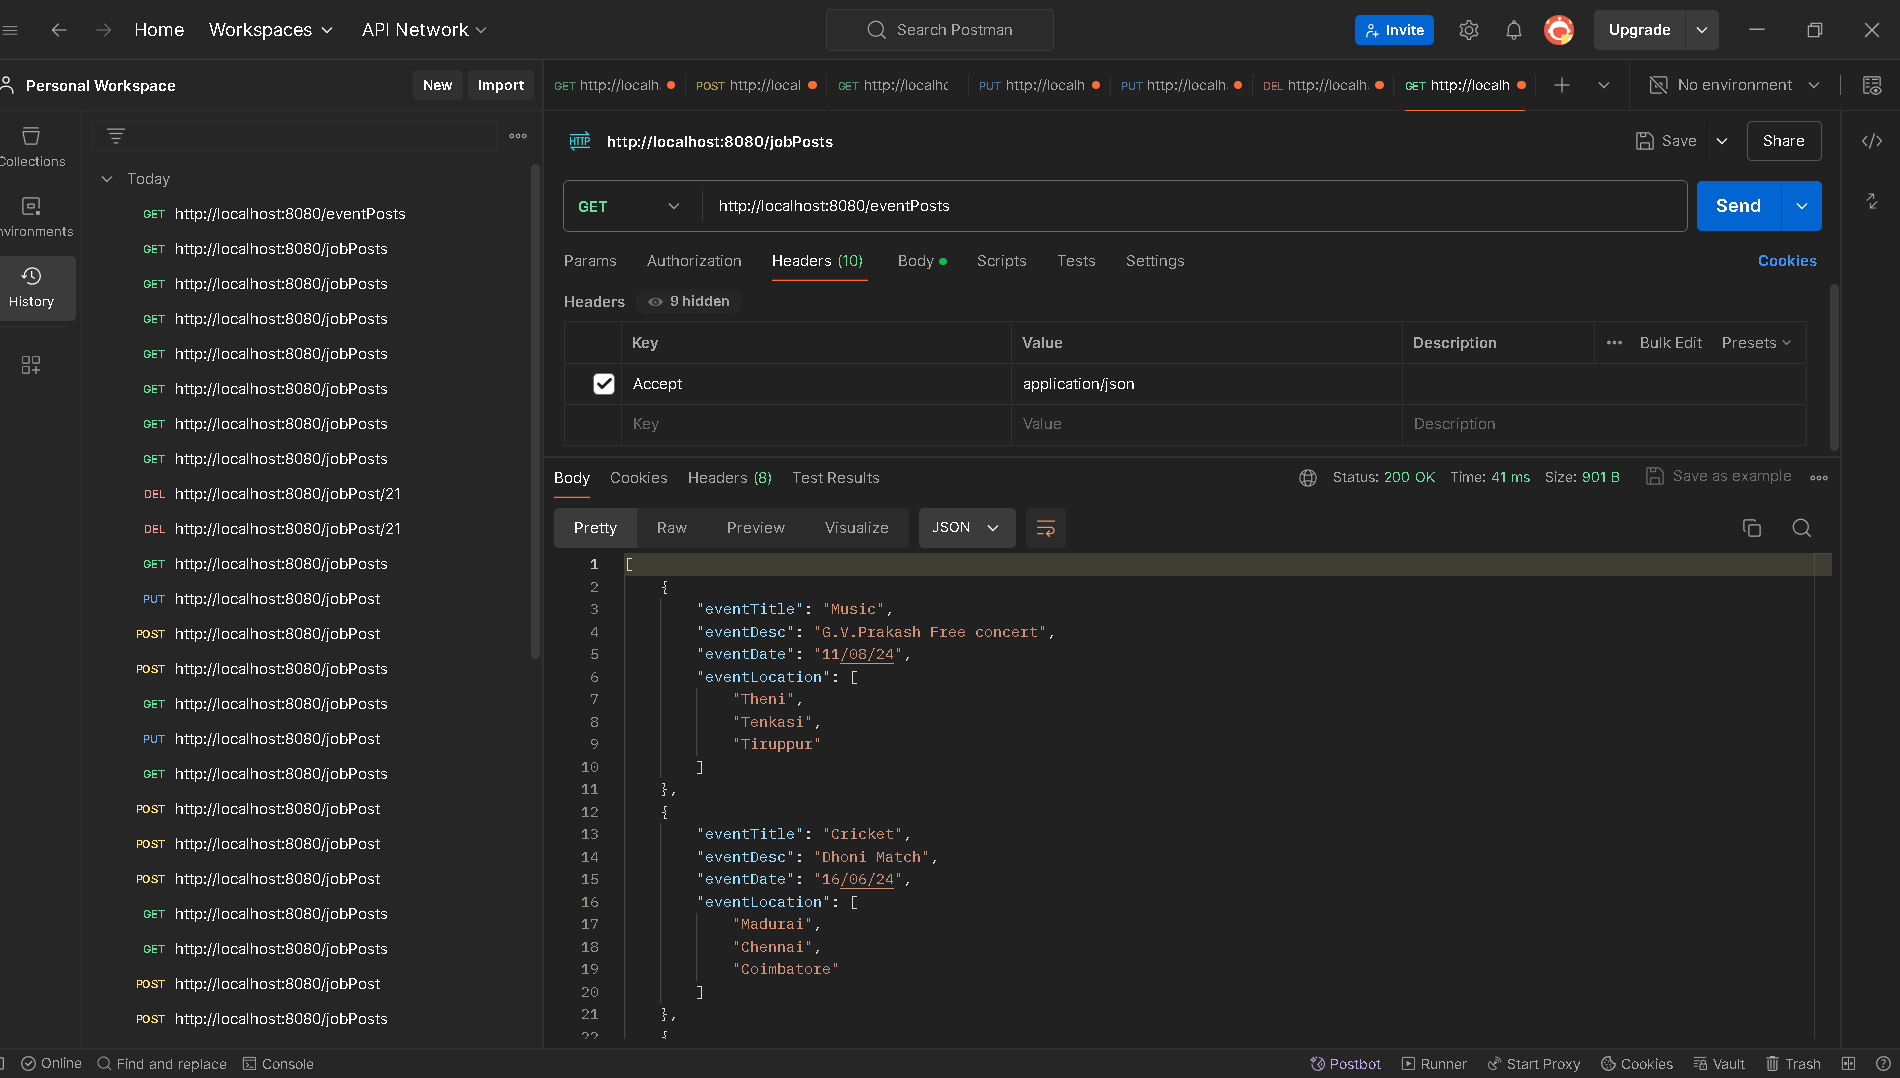 Home Workspaces API Network Search Postman Invite Upgrade
Personal Workspace New Import
GET http://localh POST http://local GET http://localhc PUT http://localh PUT http://localh. DEL http://localh. GET http://localh No environment
Collections
nvironments
History
Today
GET http://localhost:8080/eventPosts
GET http://localhost:8080/jobPosts
GET http://localhost:8080/jobPosts
GET http://localhost:8080/jobPosts
GET http://localhost:8080/jobPosts
GET http://localhost:8080/jobPosts
GET http://localhost:8080/jobPosts
GET http://localhost:8080/jobPosts
DEL http://localhost:8080/jobPost/21
DEL http://localhost:8080/jobPost/21
GET http://localhost:8080/jobPosts
PUT http://localhost:8080/jobPost
POST http://localhost:8080/jobPost
POST http://localhost:8080/jobPosts
GET http://localhost:8080/jobPosts
PUT http://localhost:8080/jobPost
GET http://localhost:8080/jobPosts
POST http://localhost:8080/jobPost
POST http://localhost:8080/jobPost
POST http://localhost:8080/jobPost
GET http://localhost:8080/jobPosts
GET http://localhost:8080/jobPosts
POST http://localhost:8080/jobPost
POST http://localhost:8080/jobPosts
HTTP http://localhost:8080/jobPosts Save Share
GET http://localhost:8080/eventPosts Send
Params Authorization Headers (10) Body Scripts Tests Settings Cookies
Headers 9 hidden
Key Value Description Bulk Edit Presets
Accept application/json
Key Value Description
Body Cookies Headers (8) Test Results Status: 200 OK Time: 41 ms Size: 901 B Save as example
Pretty Raw Preview Visualize JSON
1 [
2 {
3 "eventTitle": "Music",
4 "eventDesc": "G.V.Prakash Free concert",
5 "eventDate": "11/08/24",
6 "eventLocation": [
7 "Theni",
8 "Tenkasi",
9 "Tiruppur"
10 ]
11 },
12 {
13 "eventTitle": "Cricket",
14 "eventDesc": "Dhoni Match",
15 "eventDate": "16/06/24",
16 "eventLocation": [
17 "Madurai",
18 "Chennai",
19 "Coimbatore"
20 ]
21 },
22 {
Online Find and replace Console Postbot Runner Start Proxy Cookies Vault Trash